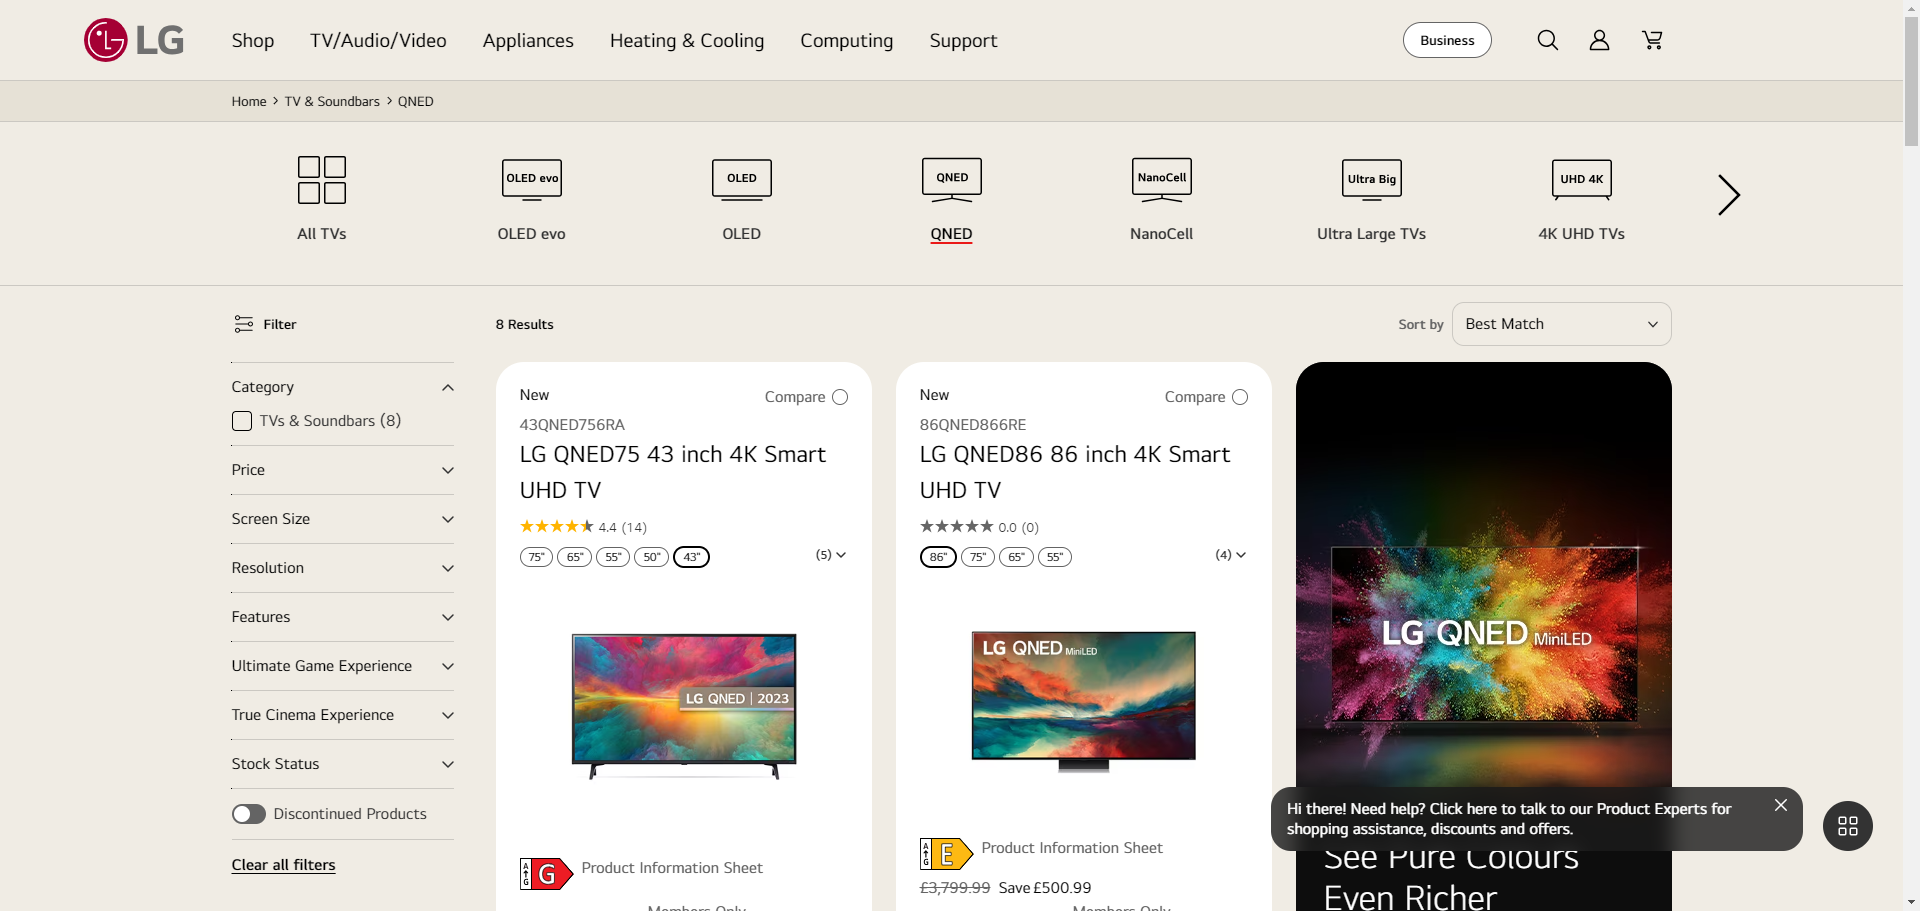 LG
Shop
TV/Audio/Video
Appliances
Heating & Cooling
Computing
Support
Business
Home > TV & Soundbars > QNED
OLED evo
OLED
QNED
NanoCell
Ultra Big
UHD 4K
All TVs
OLED evo
OLED
QNED
NanoCell
Ultra Large TVs
4K UHD TVs
Filter
8 Results
Sort by
Best Match
Category
TVs & Soundbars (8)
Price
Screen Size
Resolution
Features
Ultimate Game Experience
True Cinema Experience
Stock Status
Discontinued Products
Clear all filters
New
Compare
43QNED756RA
LG QNED75 43 inch 4K Smart
UHD TV
4.4 (14)
75"
65"
55"
50"
43"
(5)
LG QNED | 2023
A
G
G
Product Information Sheet
Members Only
New
Compare
86QNED866RE
LG QNED86 86 inch 4K Smart
UHD TV
0.0 (0)
86"
75"
65"
55"
(4)
LG QNED MiniLED
A
G
E
Product Information Sheet
£3,799.99 Save £500.99
Members Only
LG QNED MiniLED
Hi there! Need help? Click here to talk to our Product Experts for
shopping assistance, discounts and offers.
See Pure Colours
Even Richer